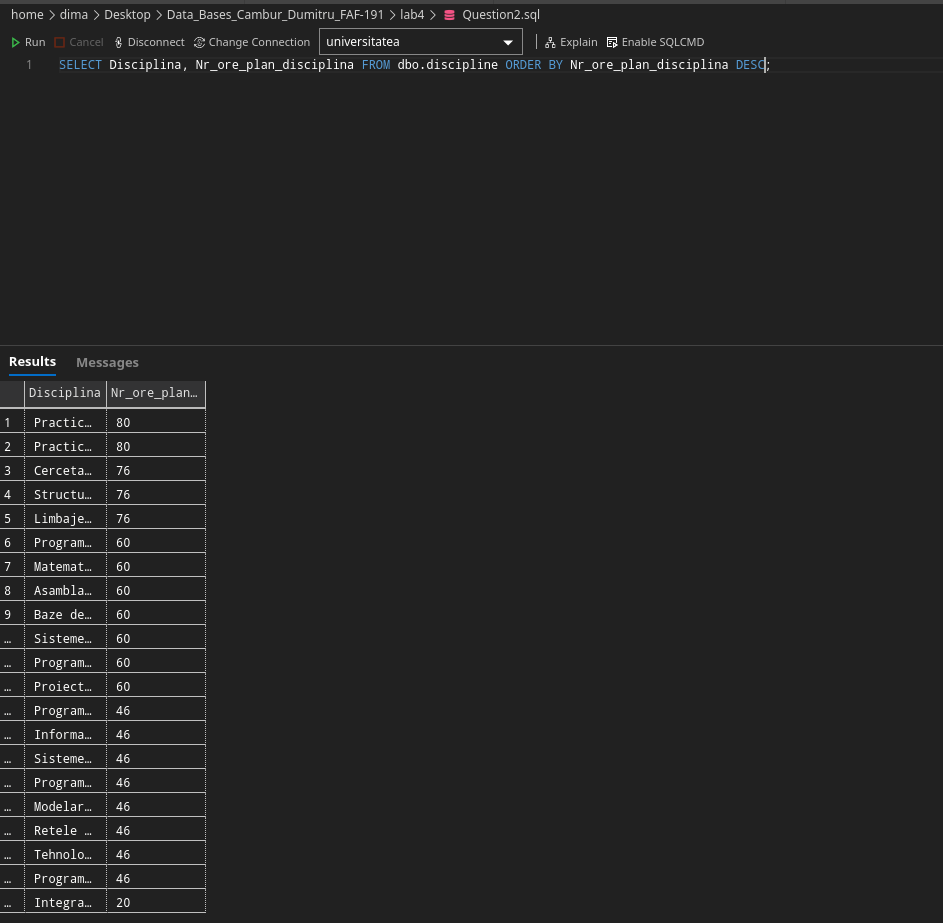 home > dima > Desktop > Data_Bases_Cambur_Dumitru_FAF-191 > lab4 > Question2.sql
Run Cancel Disconnect Change Connection universitatea Explain Enable SQLCMD
1 SELECT Disciplina, Nr_ore_plan_disciplina FROM dbo.discipline ORDER BY Nr_ore_plan_disciplina DESC;
Results Messages
Disciplina Nr_ore_plan…
1 Practic… 80
2 Practic… 80
3 Cerceta… 76
4 Structu… 76
5 Limbaje… 76
6 Program… 60
7 Matemat… 60
8 Asambla… 60
9 Baze de… 60
… Sisteme… 60
… Program… 60
… Proiect… 60
… Program… 46
… Informa… 46
… Sisteme… 46
… Program… 46
… Modelar… 46
… Retele … 46
… Tehnolo… 46
… Program… 46
… Integra… 20